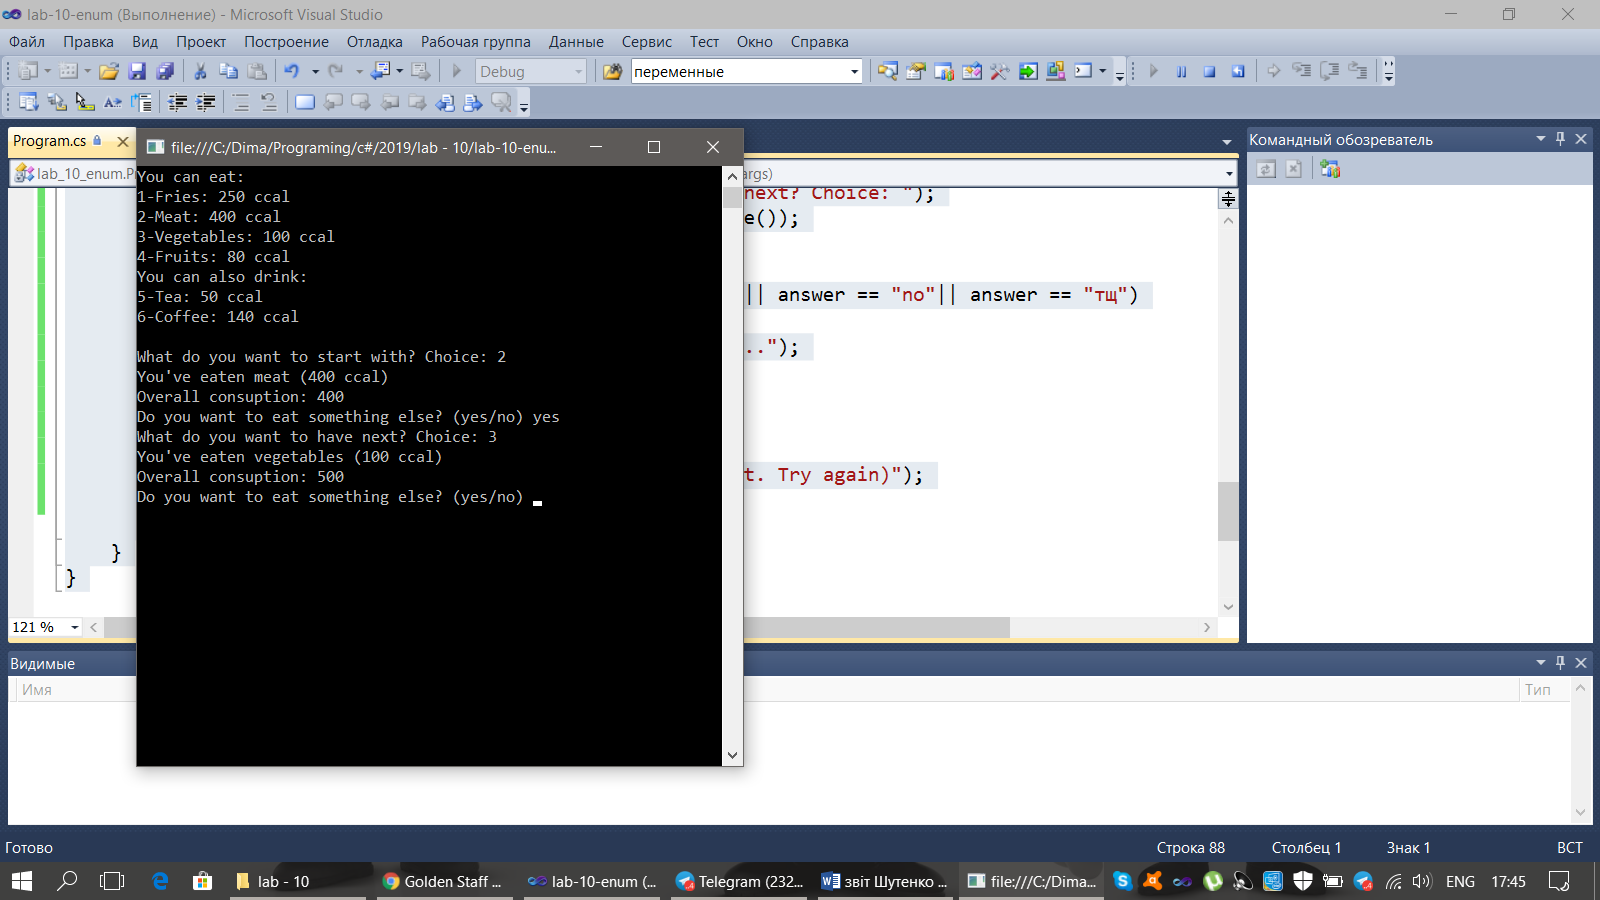 lab-10-enum (Выполнение) - Microsoft Visual Studio
Файл Правка Вид Проект Построение Отладка Рабочая группа Данные Сервис Тест Окно Справка
Debug переменные
Program.cs
file:///C:/Dima/Programing/c#/2019/lab - 10/lab-10-enu...
Командный обозреватель
lab_10_enum.P
args)
You can eat:
1-Fries: 250 ccal
2-Meat: 400 ccal
3-Vegetables: 100 ccal
4-Fruits: 80 ccal
You can also drink:
5-Tea: 50 ccal
6-Coffee: 140 ccal
What do you want to start with? Choice: 2
You've eaten meat (400 ccal)
Overall consuption: 400
Do you want to eat something else? (yes/no) yes
What do you want to have next? Choice: 3
You've eaten vegetables (100 ccal)
Overall consuption: 500
Do you want to eat something else? (yes/no)
next? Choice: ");
e());
|| answer == "no"|| answer == "тщ")
..");
t. Try again)");
}
}
121 %
Видимые
Имя
Тип
Готово
Строка 88 Столбец 1 Знак 1 ВСТ
lab - 10 Golden Staff ... lab-10-enum (... Telegram (232... звіт Шутенко ... file:///C:/Dima... ENG 17:45